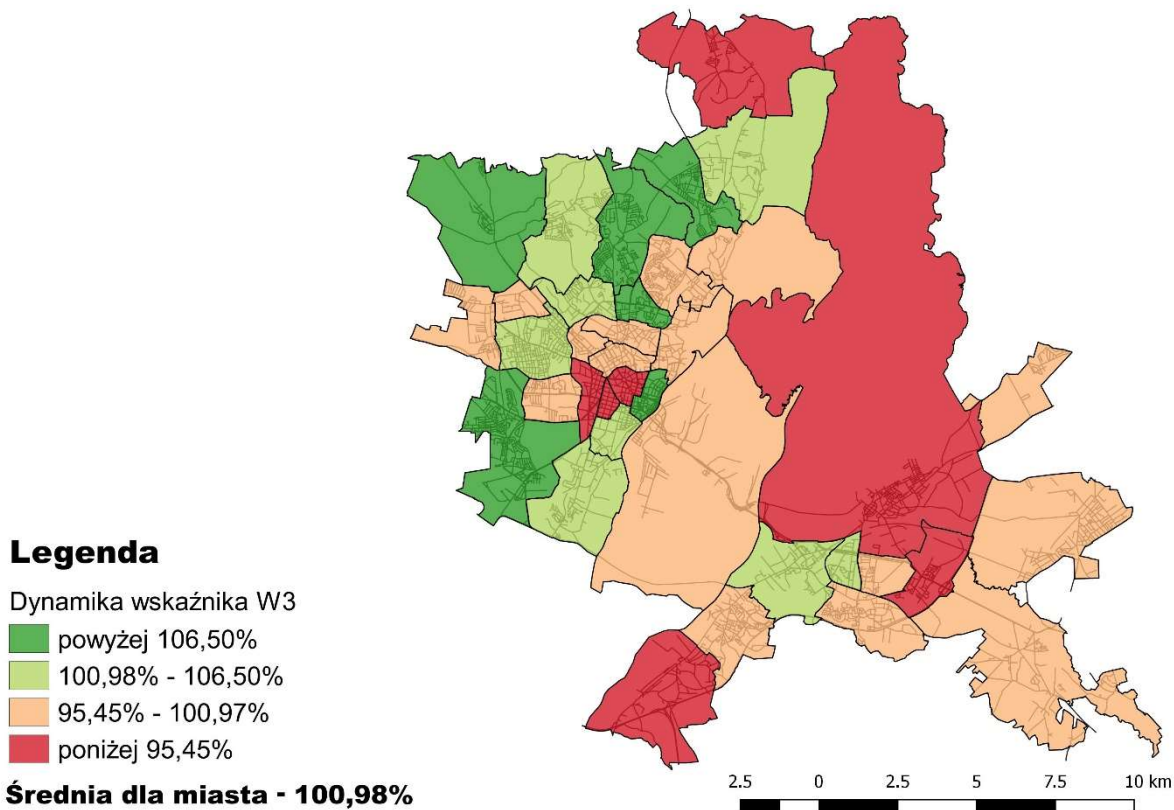 Legenda
Dynamika wskaźnika W3
powyżej 106,50%
100,98% - 106,50%
95,45% - 100,97%
poniżej 95,45%
Średnia dla miasta - 100,98%
2.5 0 2.5 5 7.5 10 km